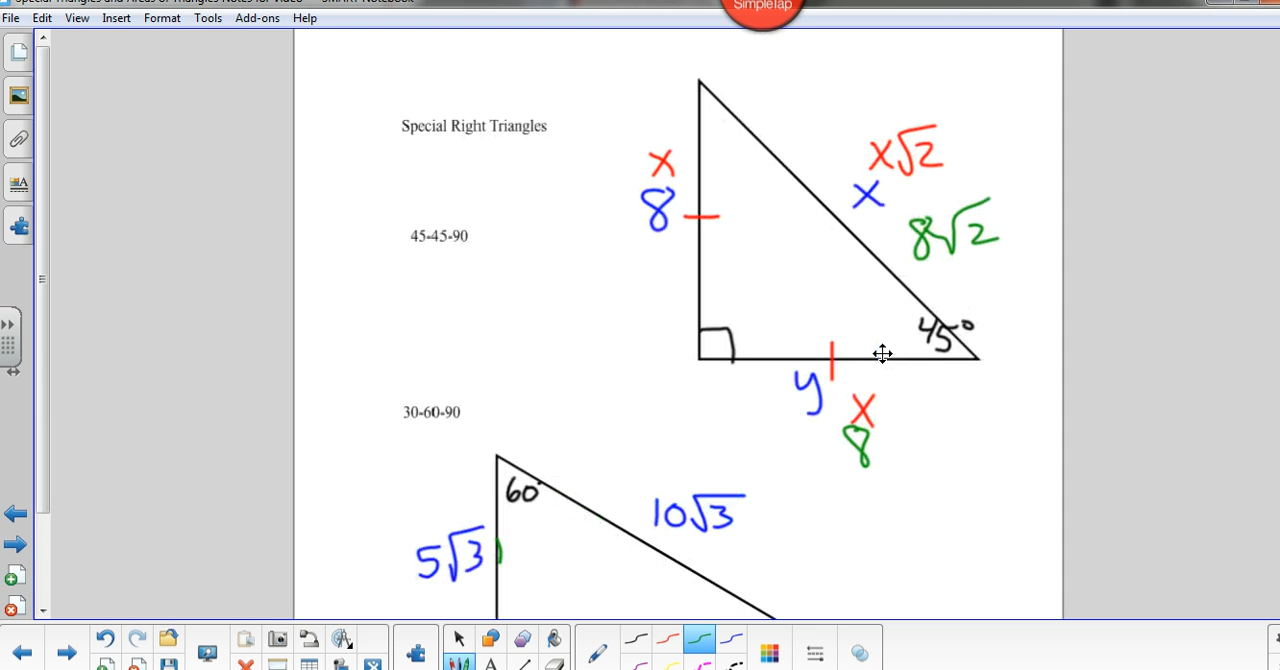 Special Triangles and Areas of Triangles Notes for Video - SMART Notebook
SimpleTap
File Edit View Insert Format Tools Add-ons Help
Special Right Triangles
x
8
x√2
x
8√2
45-45-90
45°
y
x
8
30-60-90
60°
10√3
5√3
A